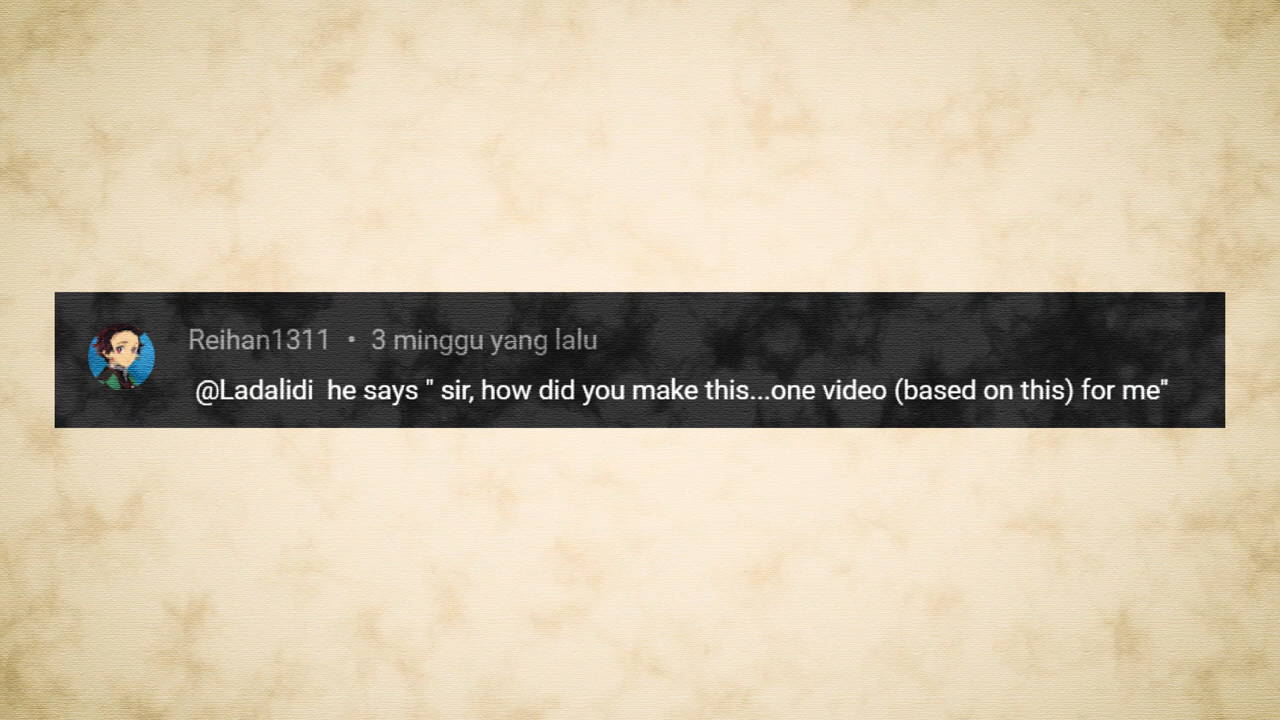 Reihan1311 • 3 minggu yang lalu
@Ladalidi he says " sir, how did you make this...one video (based on this) for me"